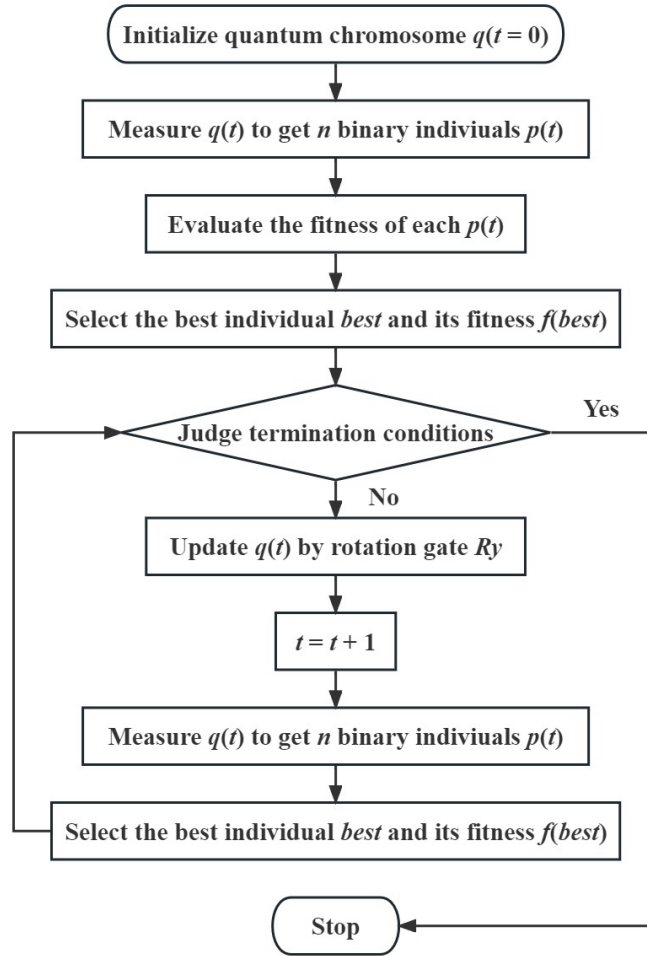 Initialize quantum chromosome q(t = 0)
Measure q(t) to get n binary indiviuals p(t)
Evaluate the fitness of each p(t)
Select the best individual best and its fitness f(best)
Judge termination conditions
Yes
No
Update q(t) by rotation gate Ry
t = t + 1
Measure q(t) to get n binary indiviuals p(t)
Select the best individual best and its fitness f(best)
Stop